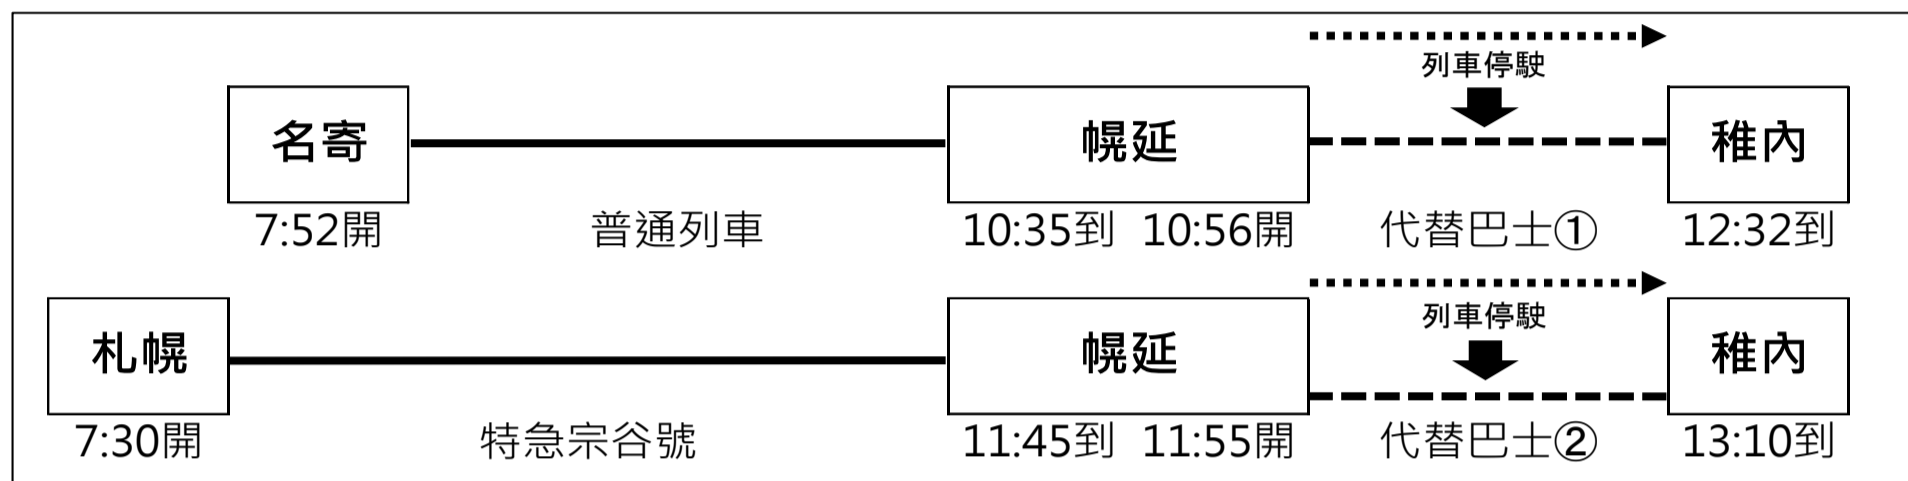 列車停駛
名寄 幌延 稚內
7:52開 普通列車 10:35到 10:56開 代替巴士① 12:32到
列車停駛
札幌 幌延 稚內
7:30開 特急宗谷號 11:45到 11:55開 代替巴士② 13:10到